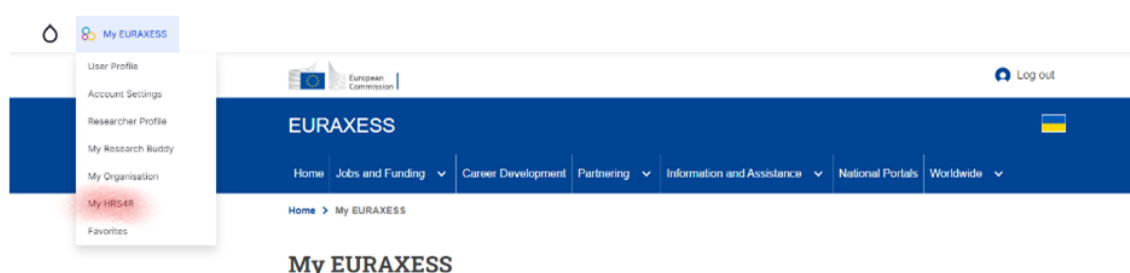 My EURAXESS
User Profile
Account Settings
Researcher Profile
My Research Buddy
My Organisation
My HRS4R
Favorites
European
Commission
Log out
EURAXESS
Home Jobs and Funding Career Development Partnering Information and Assistance National Portals Worldwide
Home > My EURAXESS
My EURAXESS